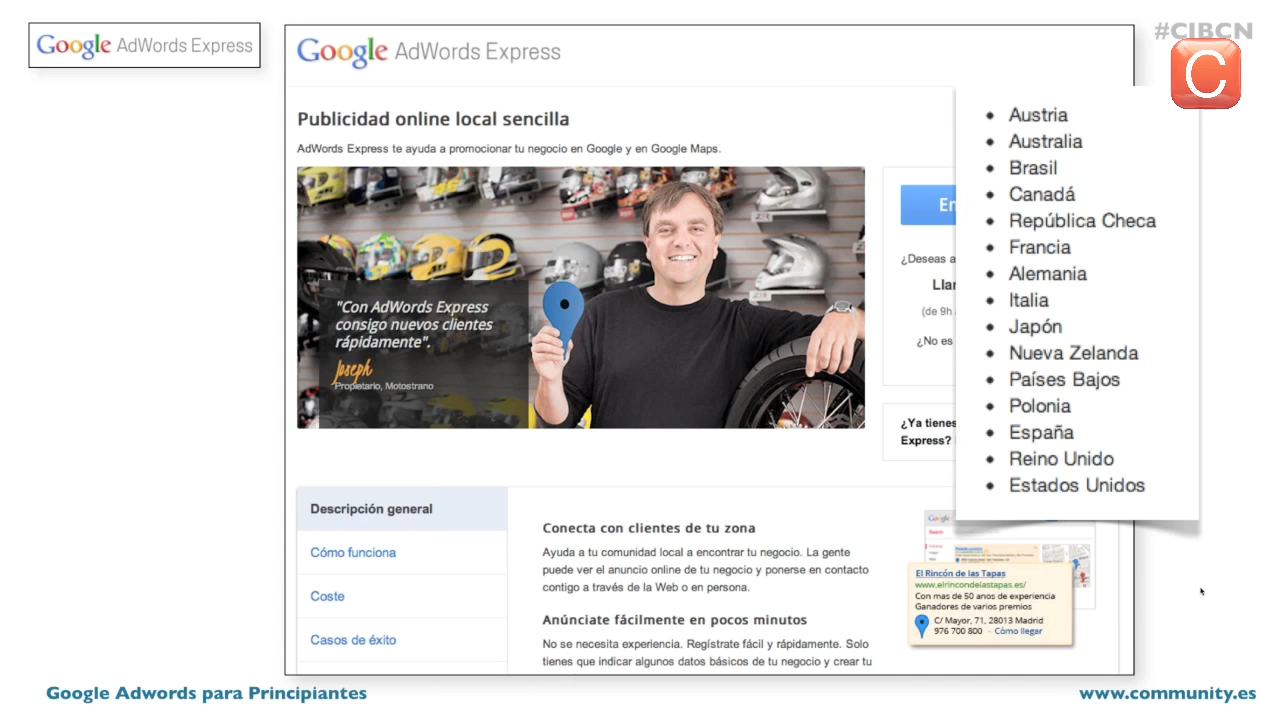 Google AdWords Express
#CIBCN
C
Google AdWords Express
Publicidad online local sencilla
AdWords Express te ayuda a promocionar tu negocio en Google y en Google Maps.
"Con AdWords Express
consigo nuevos clientes
rápidamente".
Joseph
Propietario, Motostrano
¿Deseas a
Llar
(de 9h
¿No es
¿Ya tienes
Express?
Austria
Australia
Brasil
Canadá
República Checa
Francia
Alemania
Italia
Japón
Nueva Zelanda
Países Bajos
Polonia
España
Reino Unido
Estados Unidos
Descripción general
Cómo funciona
Coste
Casos de éxito
Conecta con clientes de tu zona
Ayuda a tu comunidad local a encontrar tu negocio. La gente
puede ver el anuncio online de tu negocio y ponerse en contacto
contigo a través de la Web o en persona.
Anúnciate fácilmente en pocos minutos
No se necesita experiencia. Regístrate fácil y rápidamente. Solo
tienes que indicar algunos datos básicos de tu negocio y crear tu
Google
El Rincón de las Tapas
www.elrincondelastapas.es/
Con mas de 50 anos de experiencia
Ganadores de varios premios
C/ Mayor, 71, 28013 Madrid
976 700 800 - Cómo llegar
Google Adwords para Principiantes
www.community.es